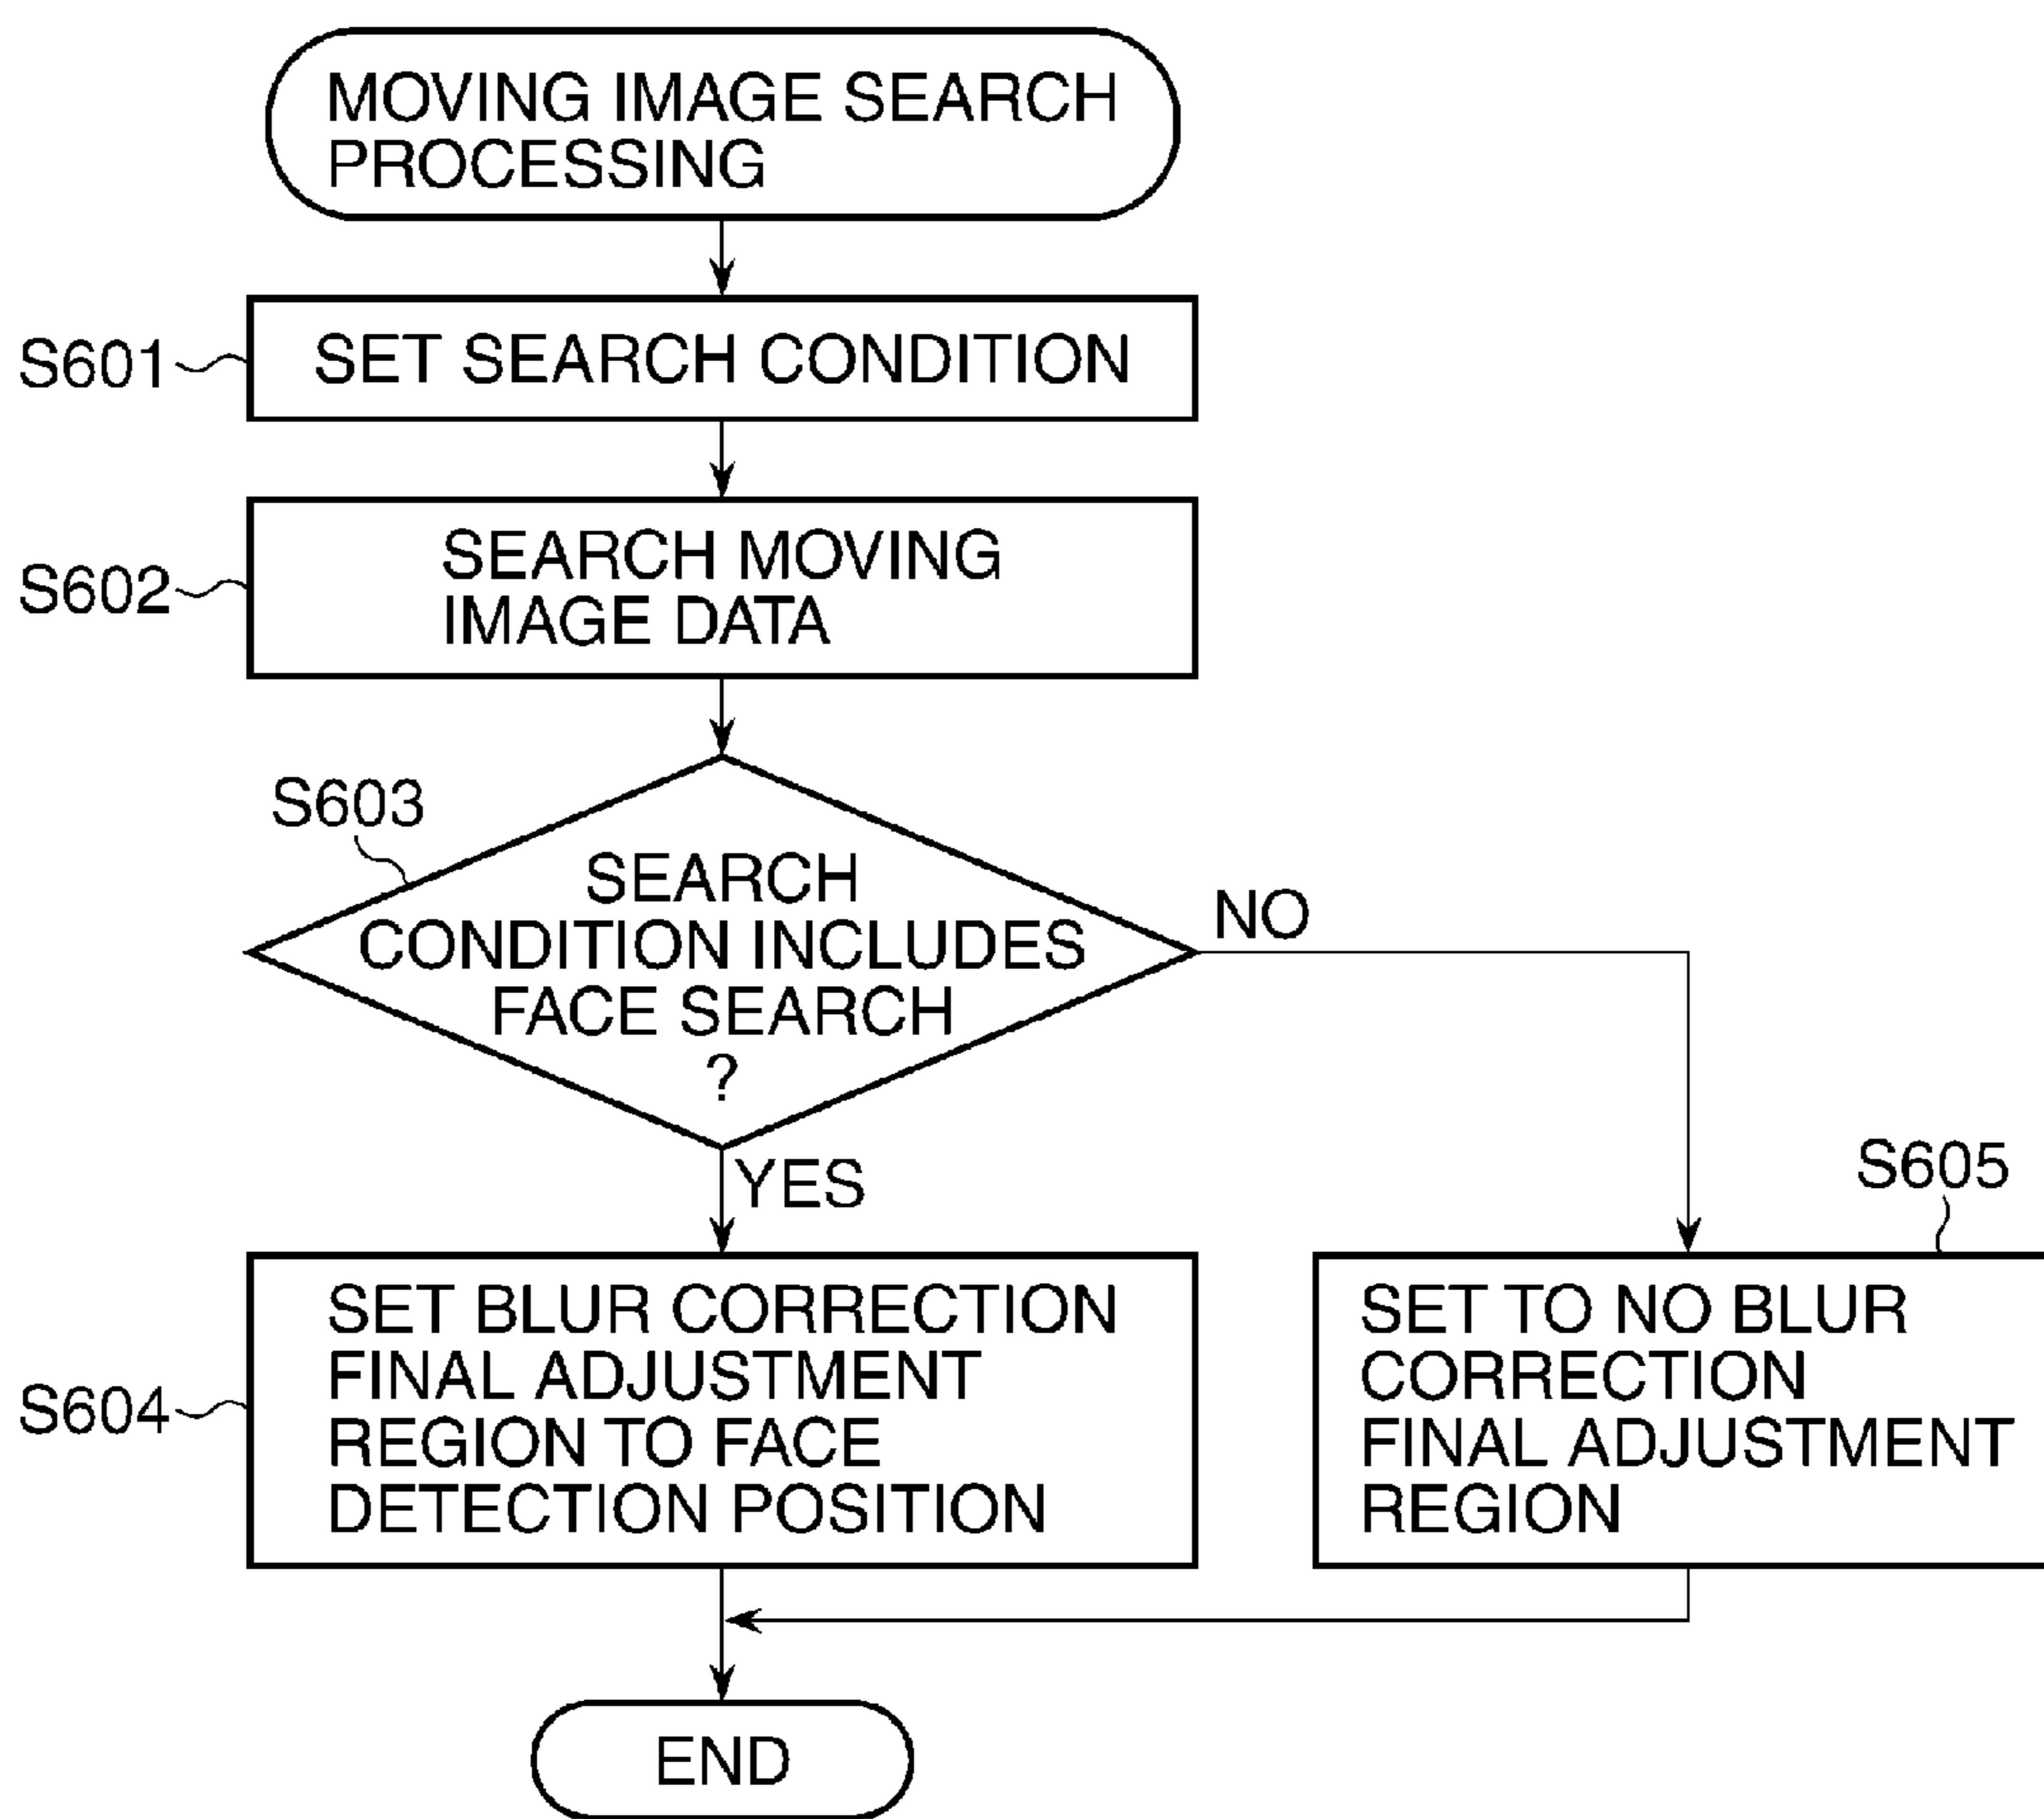 MOVING IMAGE SEARCH
PROCESSING
S601
SET SEARCH CONDITION
S602
SEARCH MOVING
IMAGE DATA
S603
SEARCH
CONDITION INCLUDES
FACE SEARCH
?
NO
YES
S604
SET BLUR CORRECTION
FINAL ADJUSTMENT
REGION TO FACE
DETECTION POSITION
S605
SET TO NO BLUR
CORRECTION
FINAL ADJUSTMENT
REGION
END